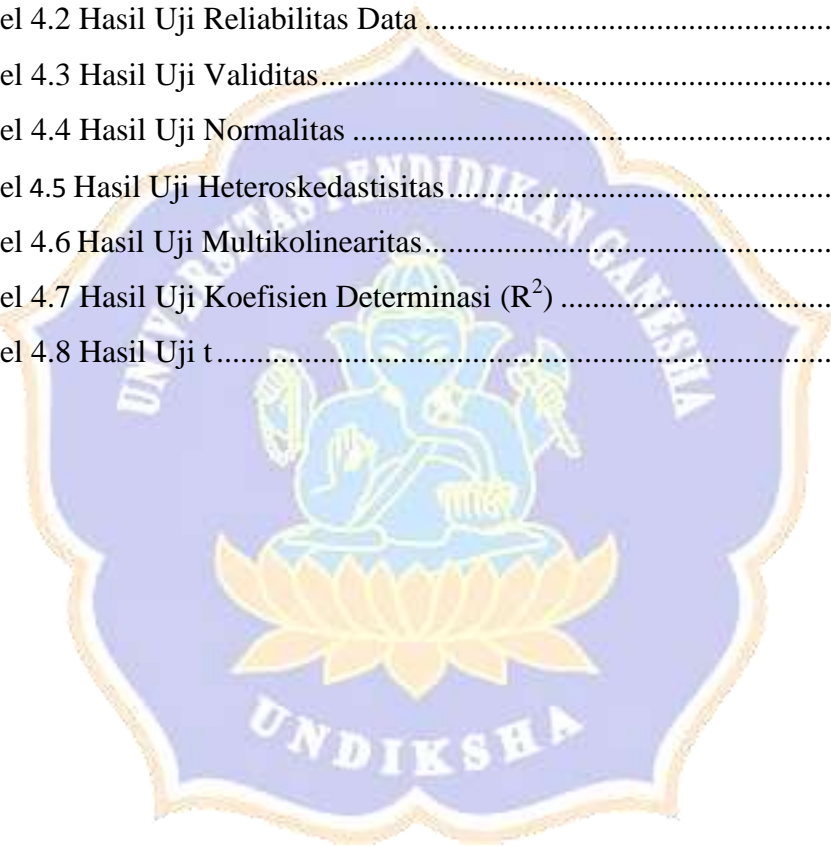 el 4.2 Hasil Uji Reliabilitas Data ....................................................
el 4.3 Hasil Uji Validitas.................................................................
el 4.4 Hasil Uji Normalitas .............................................................
el 4.5 Hasil Uji Heteroskedastisitas................................................
el 4.6 Hasil Uji Multikolinearitas...................................................
el 4.7 Hasil Uji Koefisien Determinasi (R²) ..................................
el 4.8 Hasil Uji t..............................................................................
UNIVERSITAS PENDIDIKAN GANESHA
UNDIKSHA